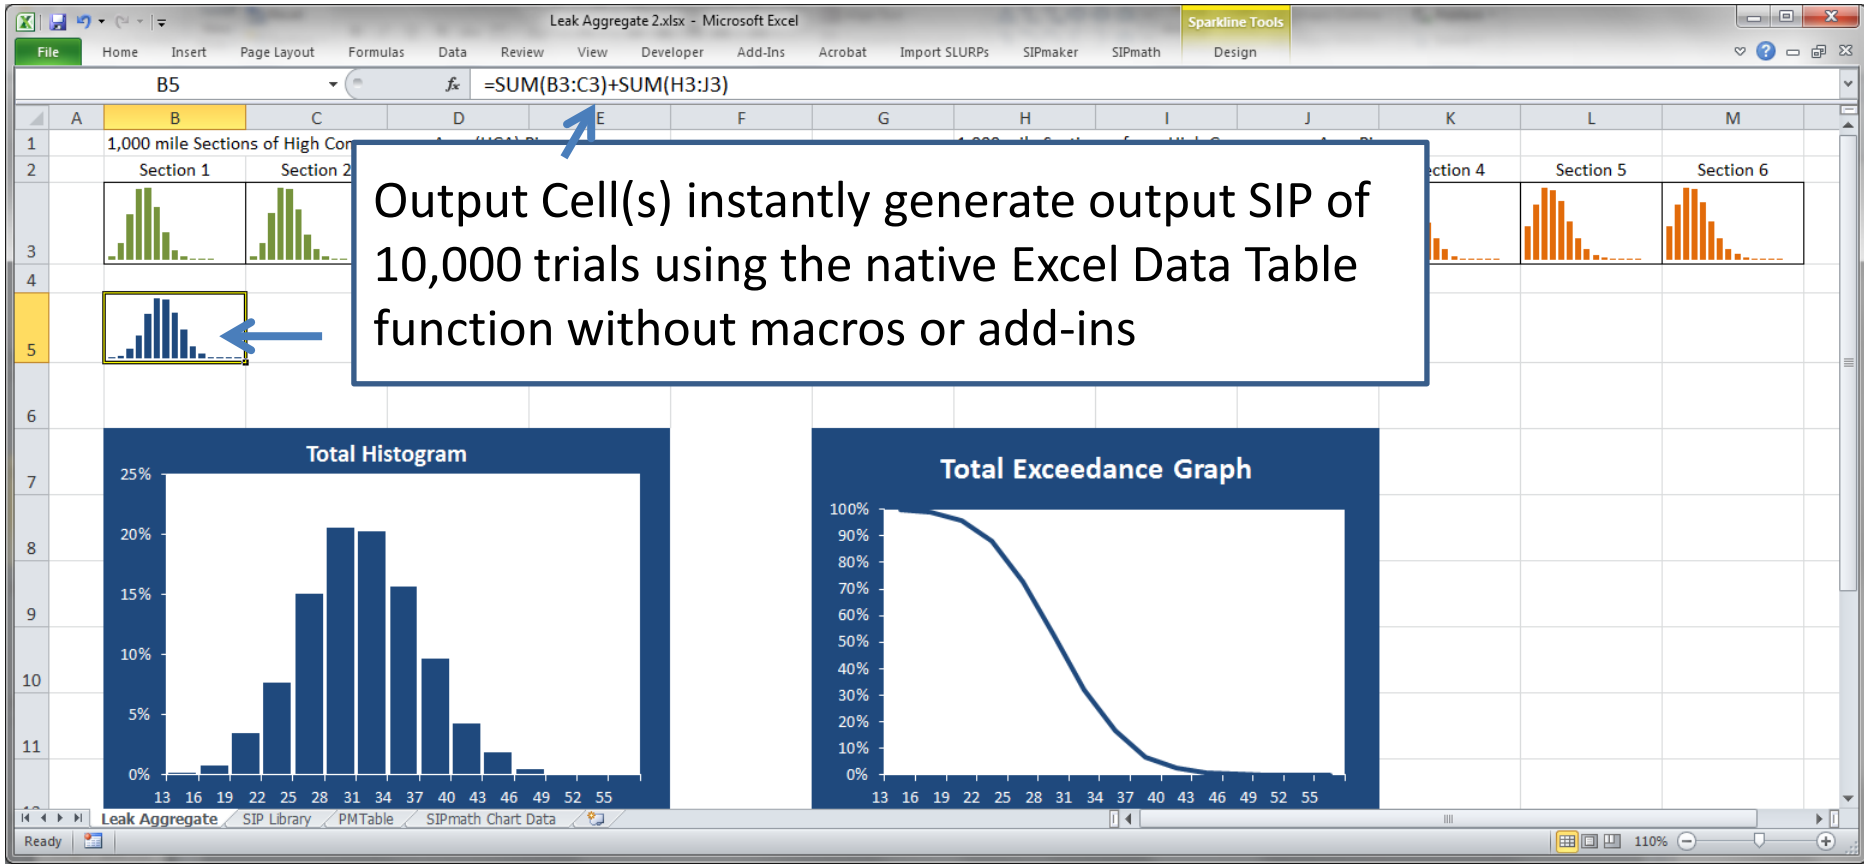 Leak Aggregate 2.xlsx - Microsoft Excel
Sparkline Tools
File Home Insert Page Layout Formulas Data Review View Developer Add-Ins Acrobat Import SLURPs SIPmaker SIPmath Design
B5 fx =SUM(B3:C3)+SUM(H3:J3)
A B C D E F G H I J K L M
1 1,000 mile Sections of High
2 Section 1 Section 2 Section 5 Section 6
3
4
5
Output Cell(s) instantly generate output SIP of
10,000 trials using the native Excel Data Table
function without macros or add-ins
6
7
8
9
10
11
Total Histogram
25%
20%
15%
10%
5%
0%
13 16 19 22 25 28 31 34 37 40 43 46 49 52 55
Total Exceedance Graph
100%
90%
80%
70%
60%
50%
40%
30%
20%
10%
0%
13 16 19 22 25 28 31 34 37 40 43 46 49 52 55
Leak Aggregate SIP Library PMTable SIPmath Chart Data
Ready 110%